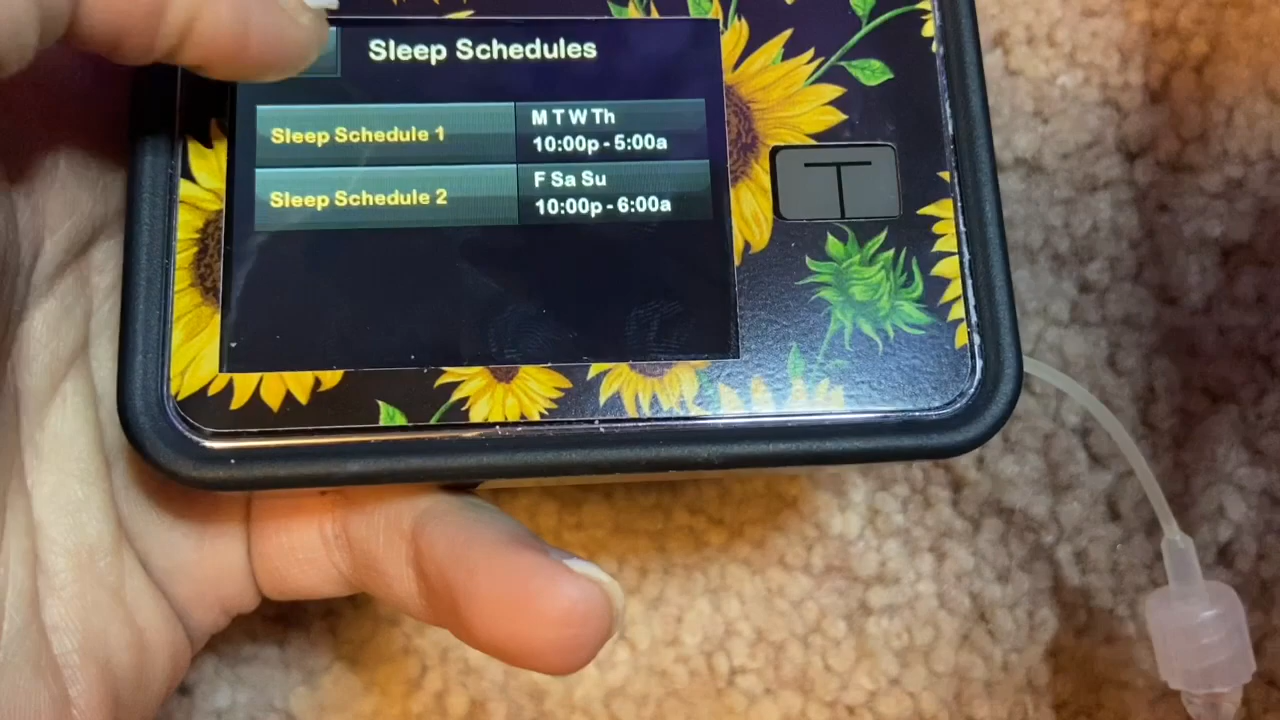 Sleep Schedules
Sleep Schedule 1
M T W Th
10:00p - 5:00a
Sleep Schedule 2
F Sa Su
10:00p - 6:00a
T